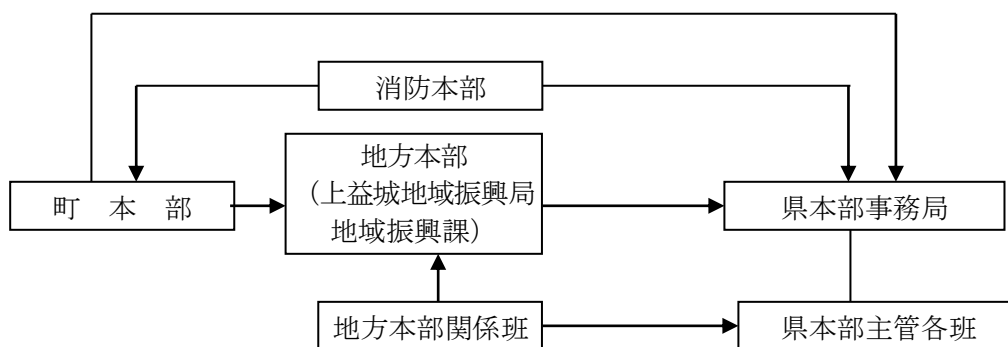 消防本部
地方本部
(上益城地域振興局
地域振興課)
町 本 部
県本部事務局
地方本部関係班
県本部主管各班